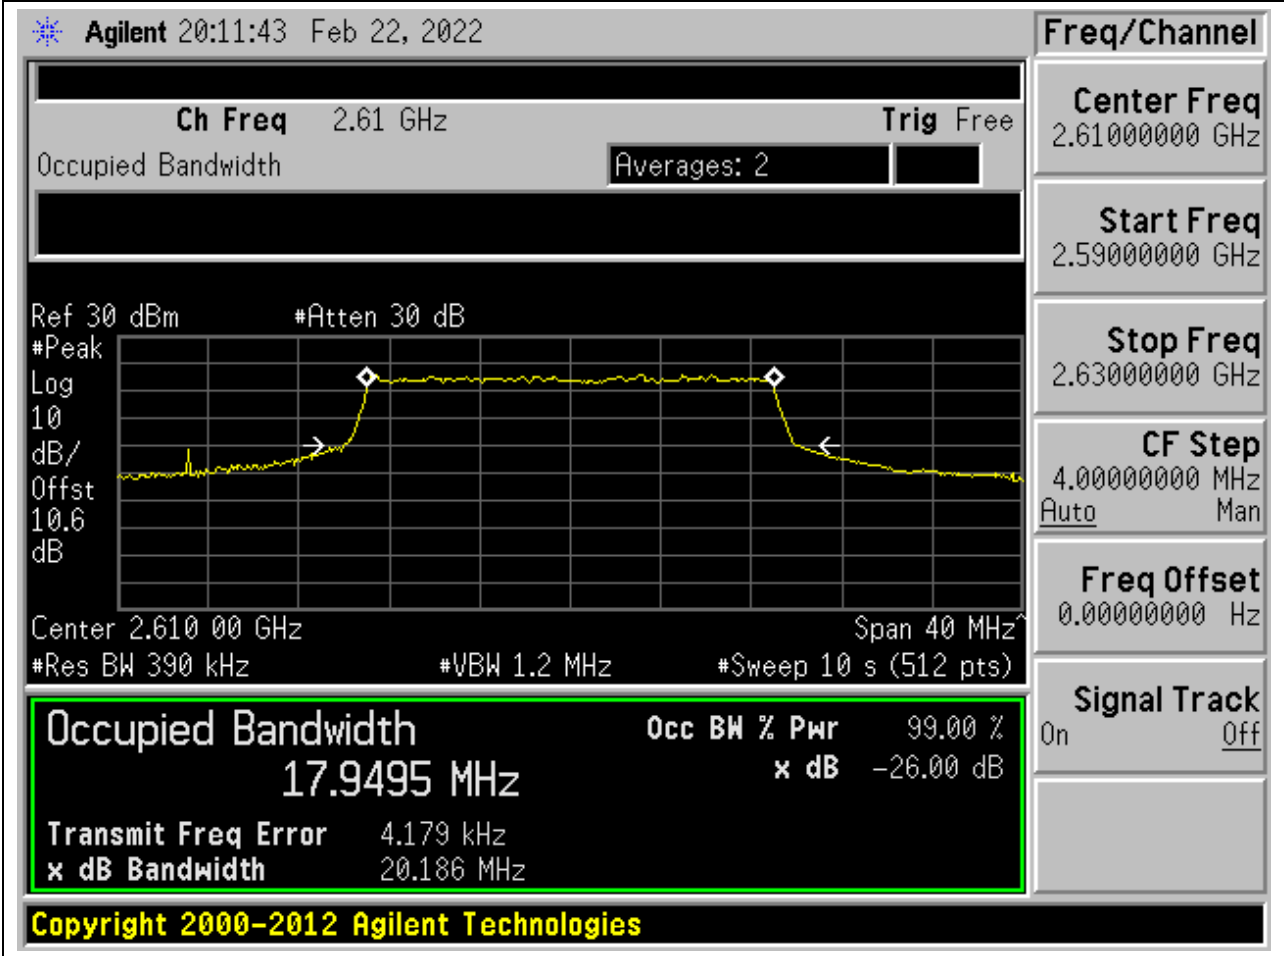 Agilent 20:11:43 Feb 22, 2022
Ch Freq 2.61 GHz Trig Free
Occupied Bandwidth Averages: 2
Ref 30 dBm #Atten 30 dB
#Peak
Log
10
dB/
Offst
10.6
dB
Center 2.610 00 GHz Span 40 MHz^
#Res BW 390 kHz #VBW 1.2 MHz #Sweep 10 s (512 pts)
Occupied Bandwidth Occ BW % Pwr 99.00 %
17.9495 MHz x dB -26.00 dB
Transmit Freq Error 4.179 kHz
x dB Bandwidth 20.186 MHz
Copyright 2000-2012 Agilent Technologies
Freq/Channel
Center Freq
2.61000000 GHz
Start Freq
2.59000000 GHz
Stop Freq
2.63000000 GHz
CF Step
4.00000000 MHz
Auto Man
Freq Offset
0.00000000 Hz
Signal Track
On Off